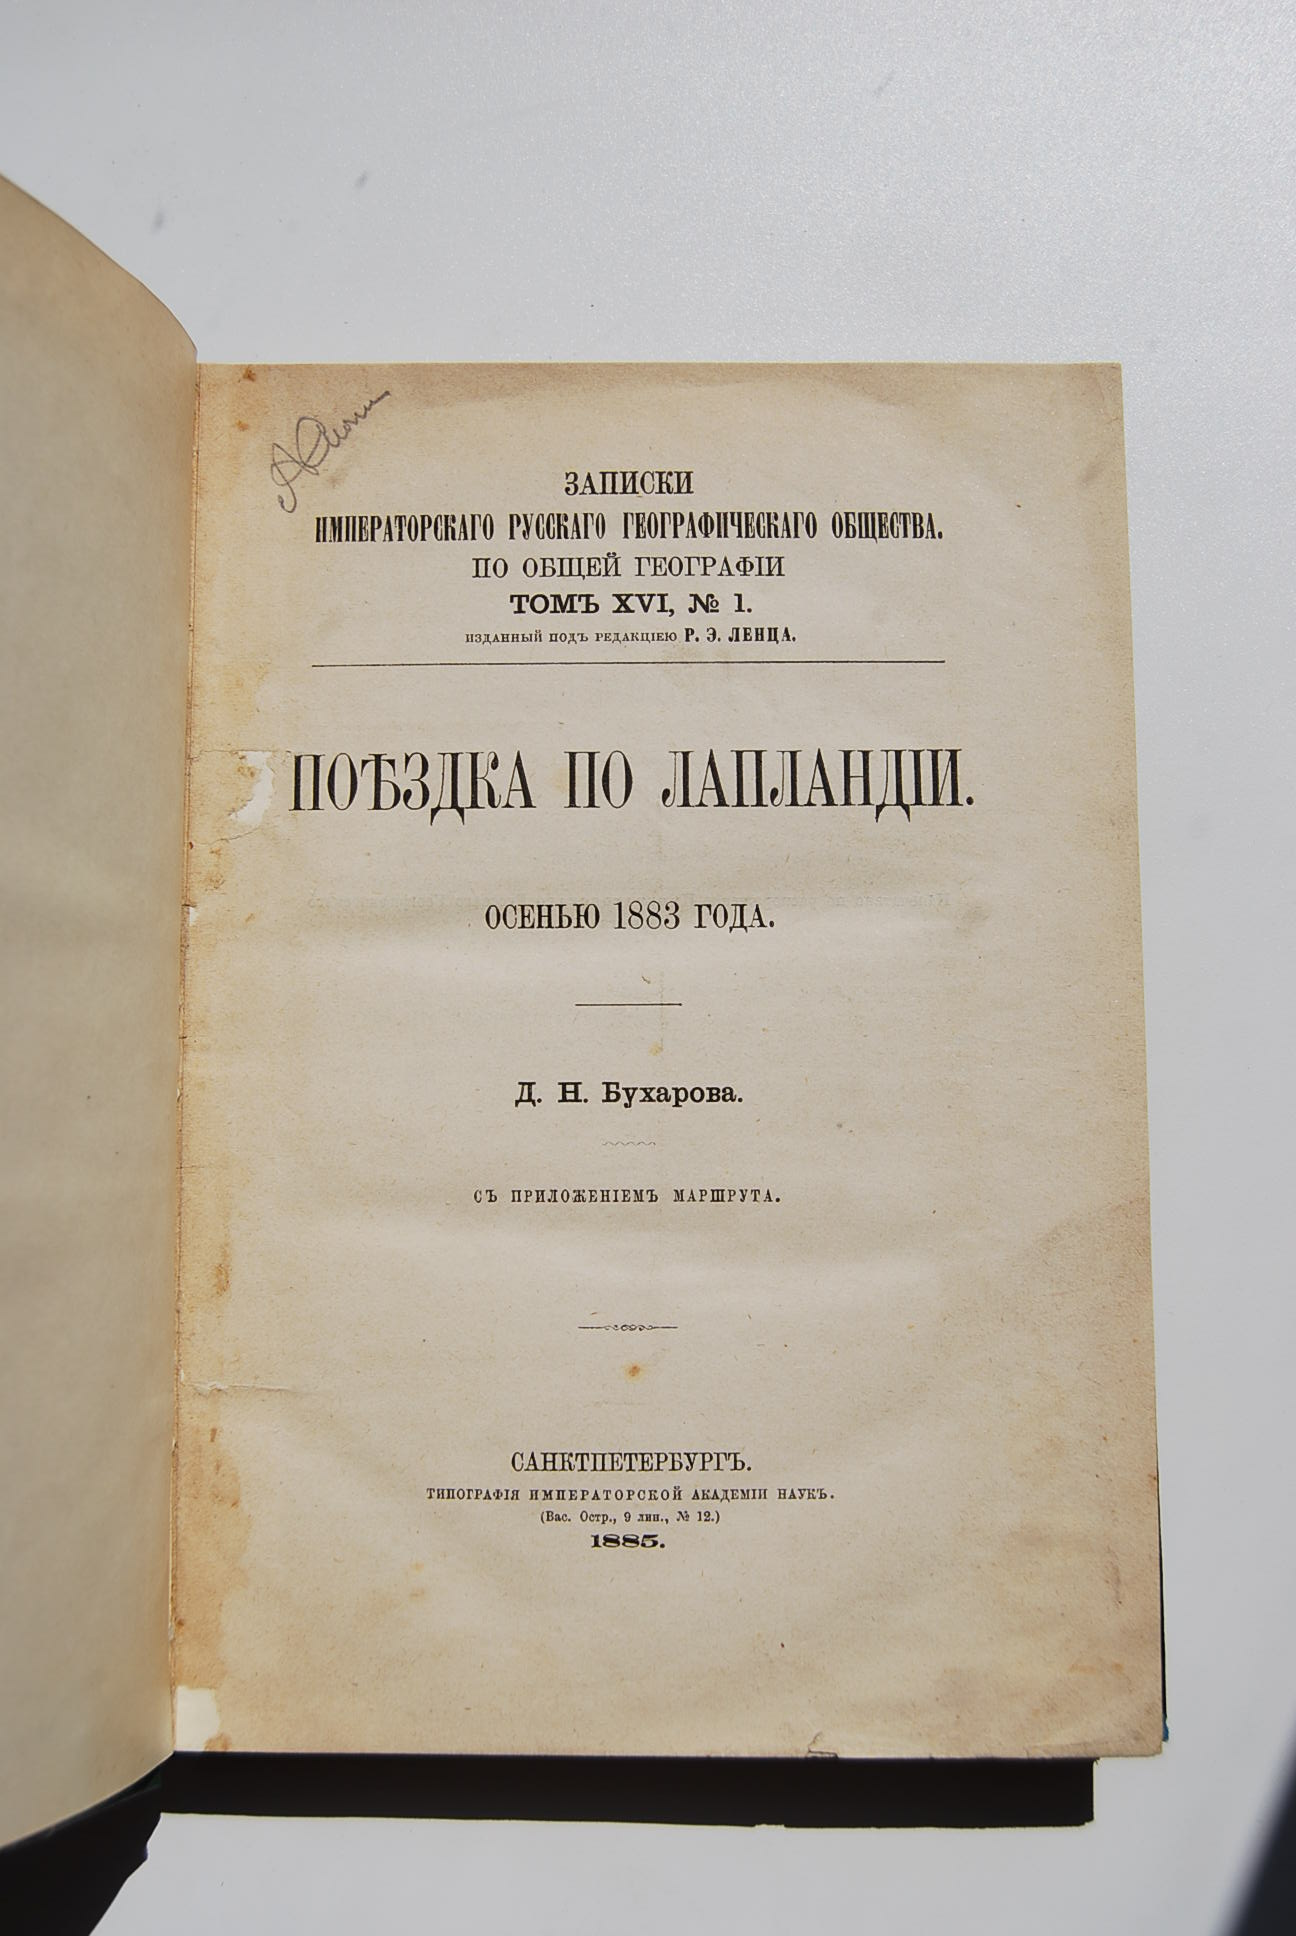 ЗАПИСКИ
ИМПЕРАТОРСКАГО РУССКАГО ГЕОГРАФИЧЕСКАГО ОБЩЕСТВА.
ПО ОБЩЕЙ ГЕОГРАФІИ
ТОМЪ XVI, № 1.
ИЗДАННЫЙ ПОДЪ РЕДАКЦІЕЮ Р. Э. ЛЕНЦА.
ПОѢЗДКА ПО ЛАПЛАНДІИ.
ОСЕНЬЮ 1883 ГОДА.
Д. Н. Бухарова.
СЪ ПРИЛОЖЕНІЕМЪ МАРШРУТА.
САНКТПЕТЕРБУРГЪ.
ТИПОГРАФІЯ ИМПЕРАТОРСКОЙ АКАДЕМІИ НАУКЪ.
(Вас. Остр., 9 лин., № 12.)
1885.